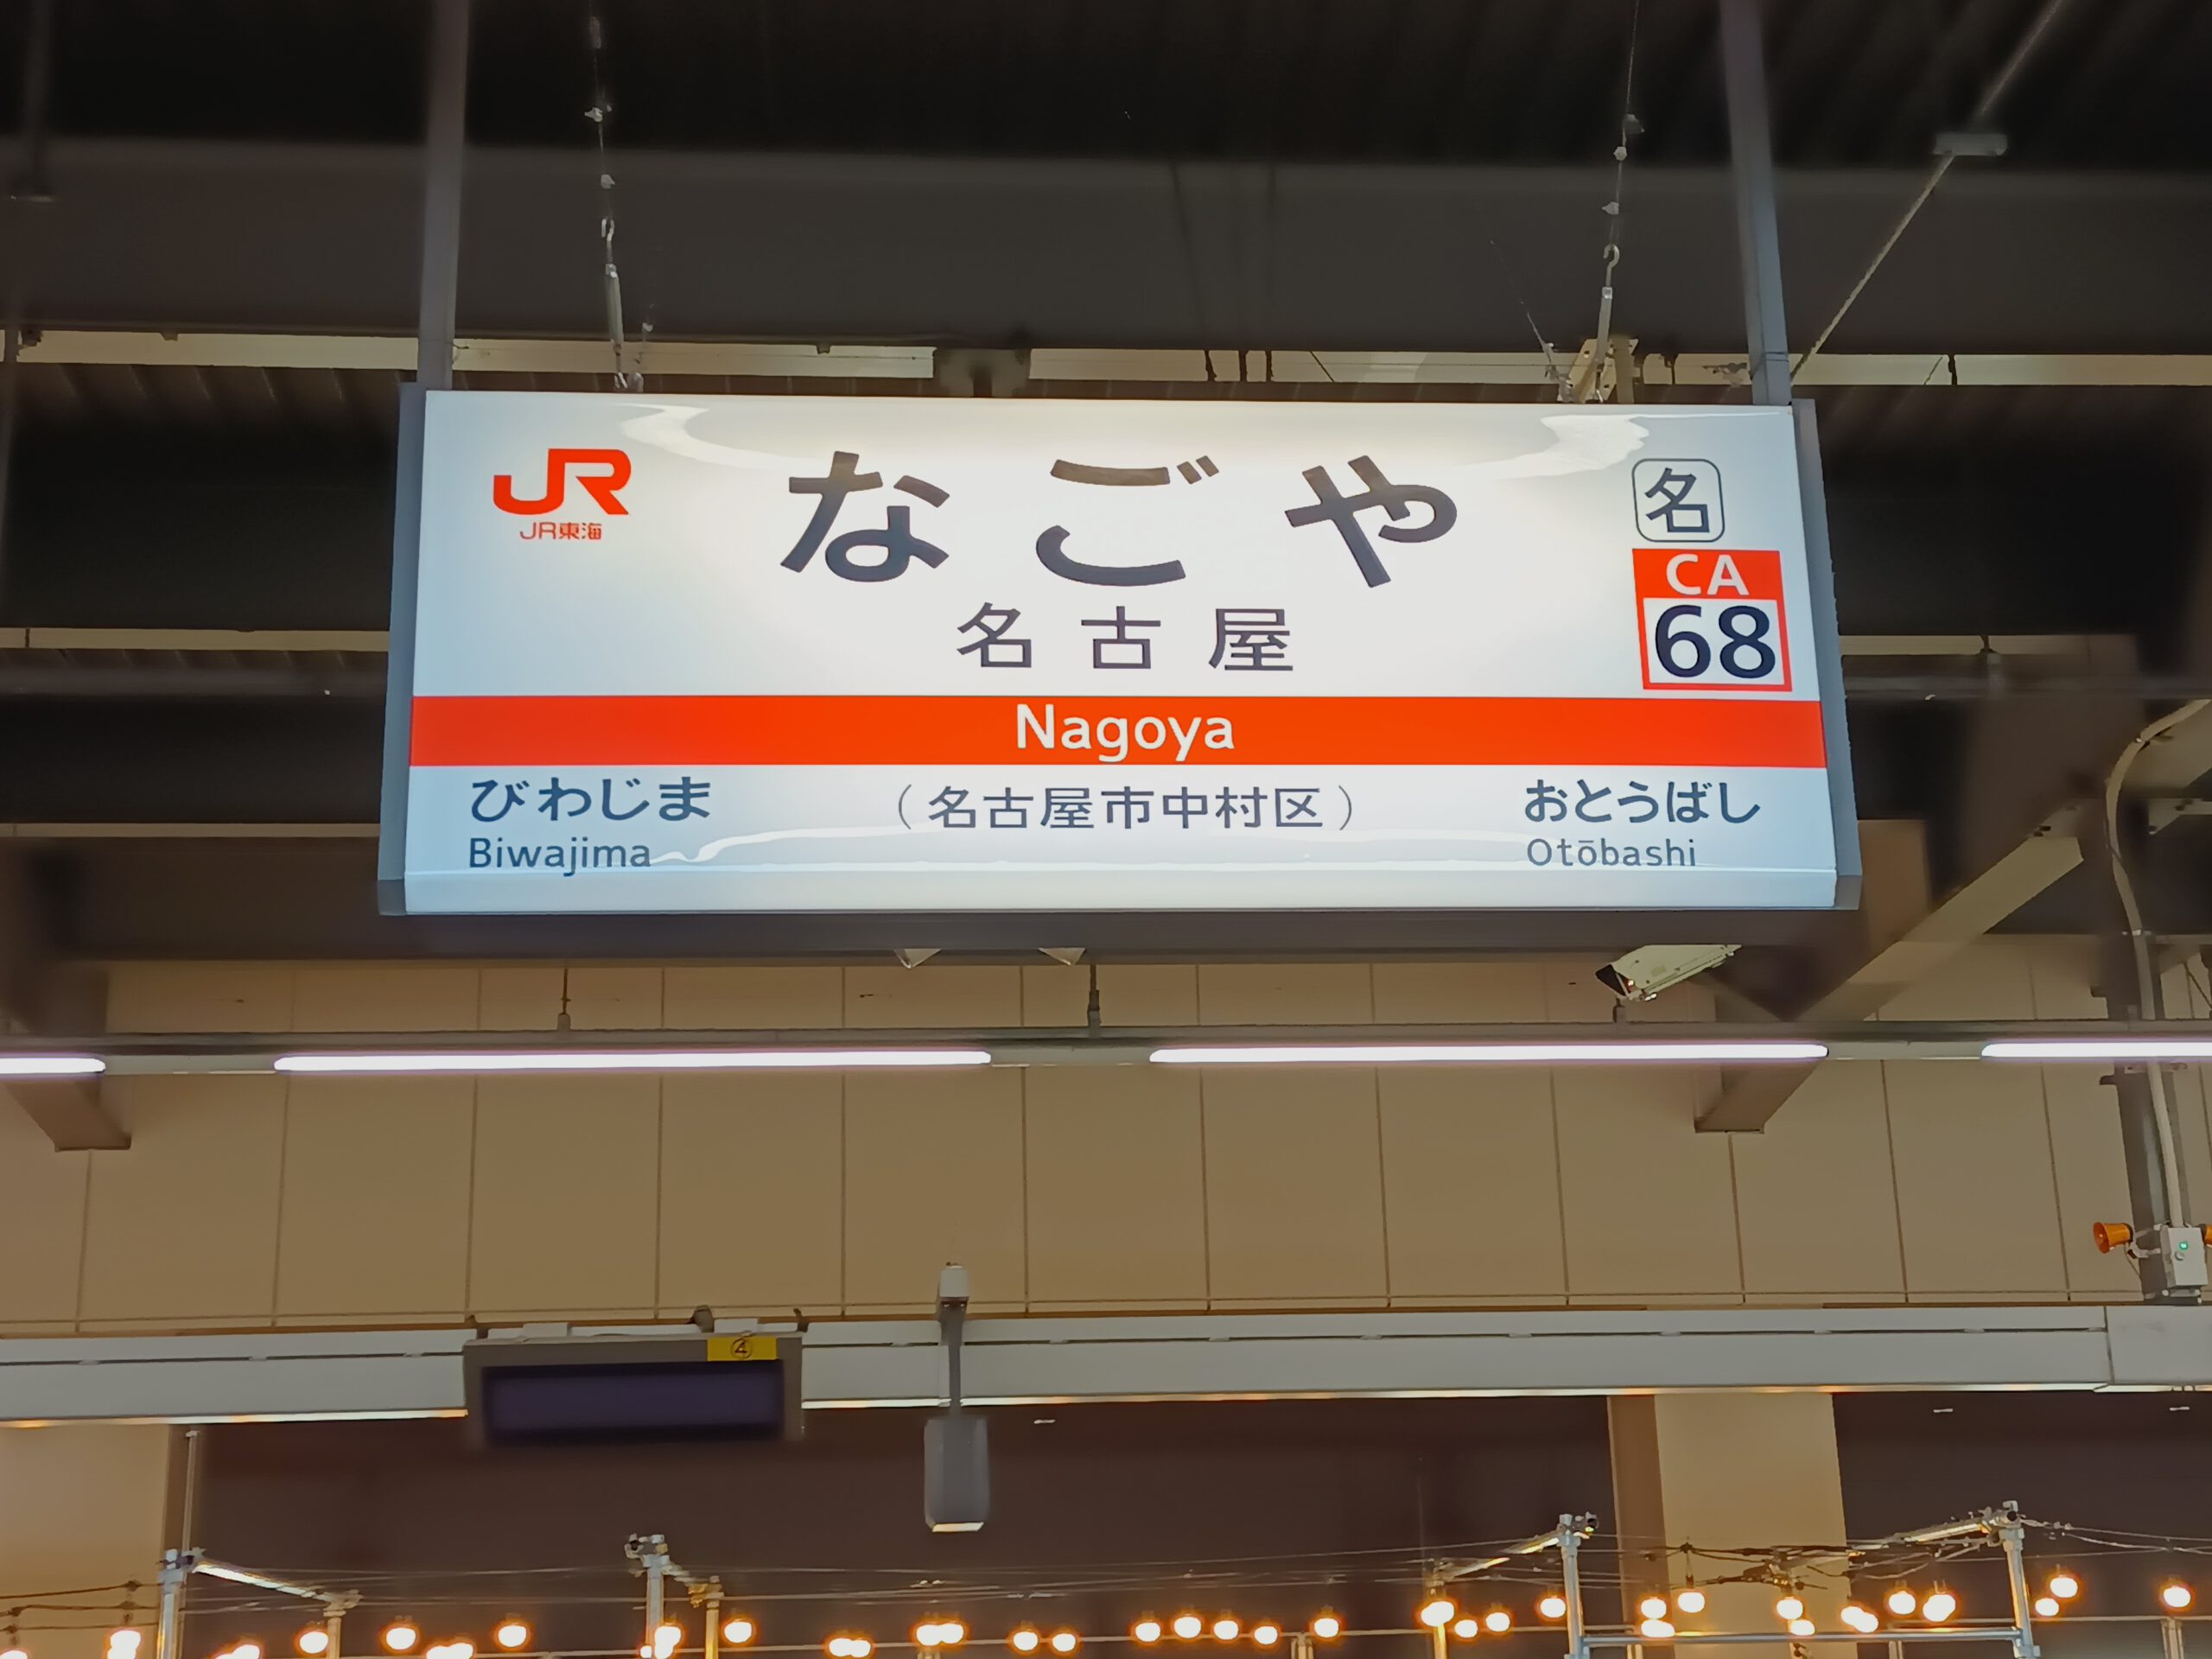 JR
JR東海
なごや
名
CA
68
名古屋
Nagoya
びわじま
Biwajima
(名古屋市中村区)
おとうばし
Otōbashi
④